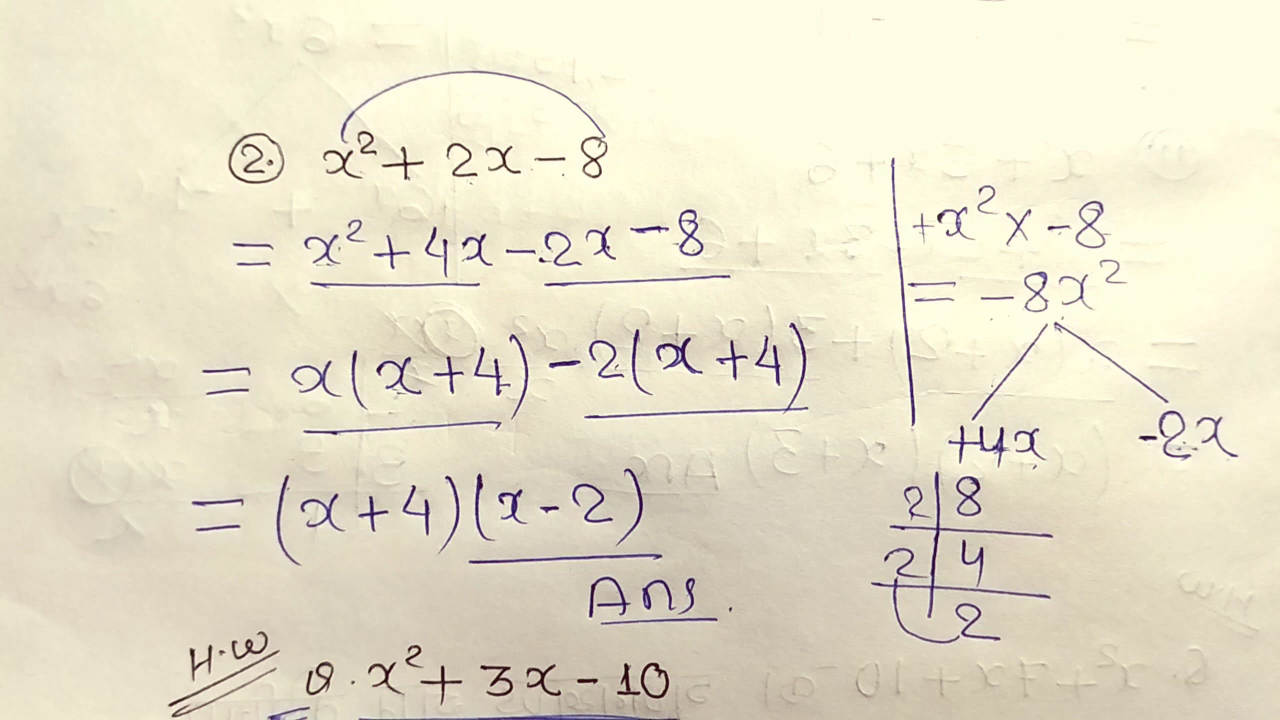 ②. x² + 2x - 8
= x² + 4x - 2x - 8
= x(x+4) - 2(x+4)
= (x+4)(x-2)
Ans.
+x² × -8
= -8x²
+4x -2x
2 | 8
2 | 4
2
H.W
Q. x² + 3x - 10